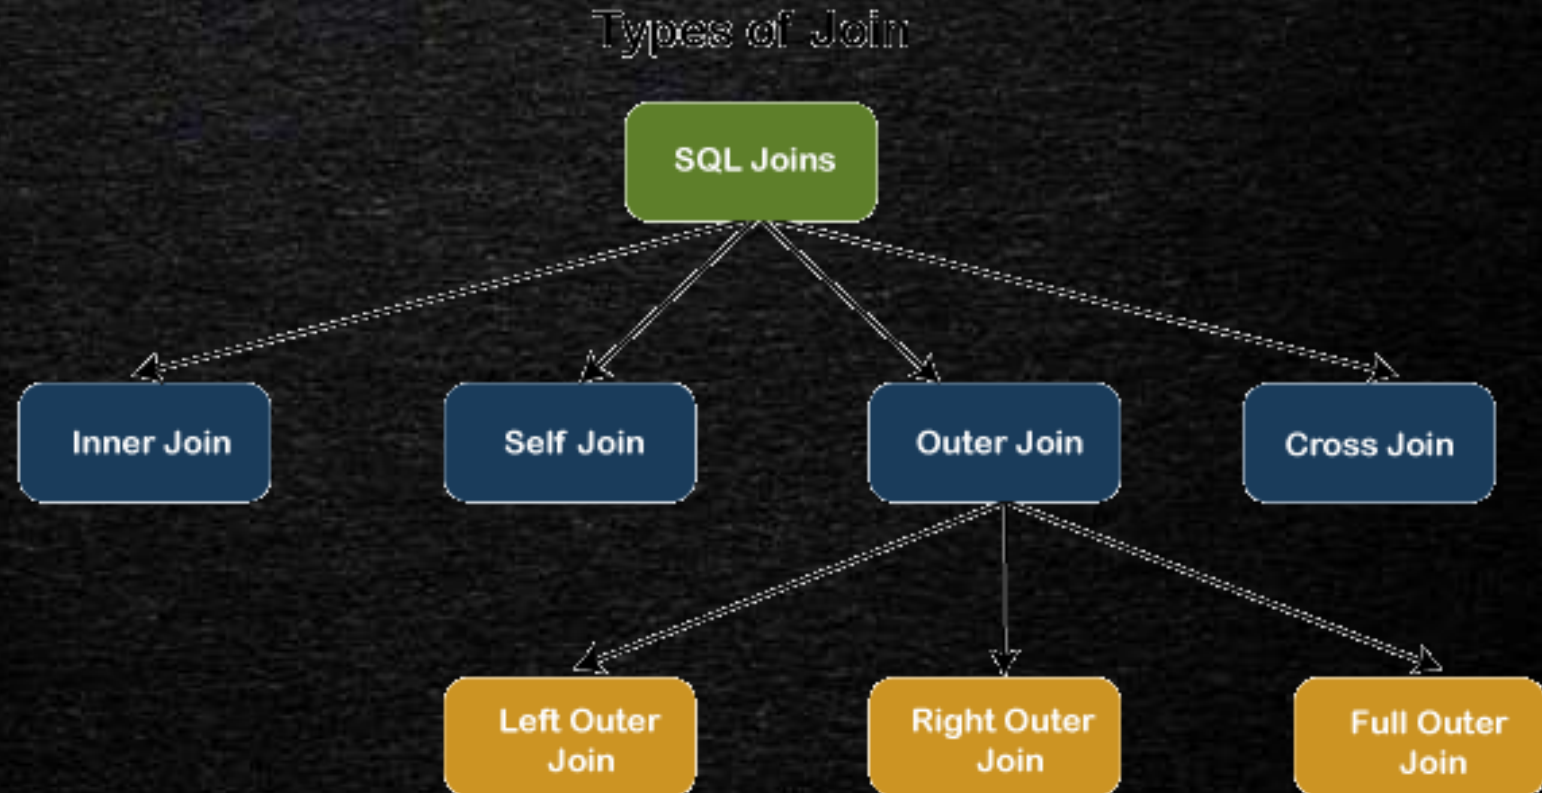 Types of Join
SQL Joins
Inner Join
Self Join
Outer Join
Cross Join
Left Outer
Join
Right Outer
Join
Full Outer
Join